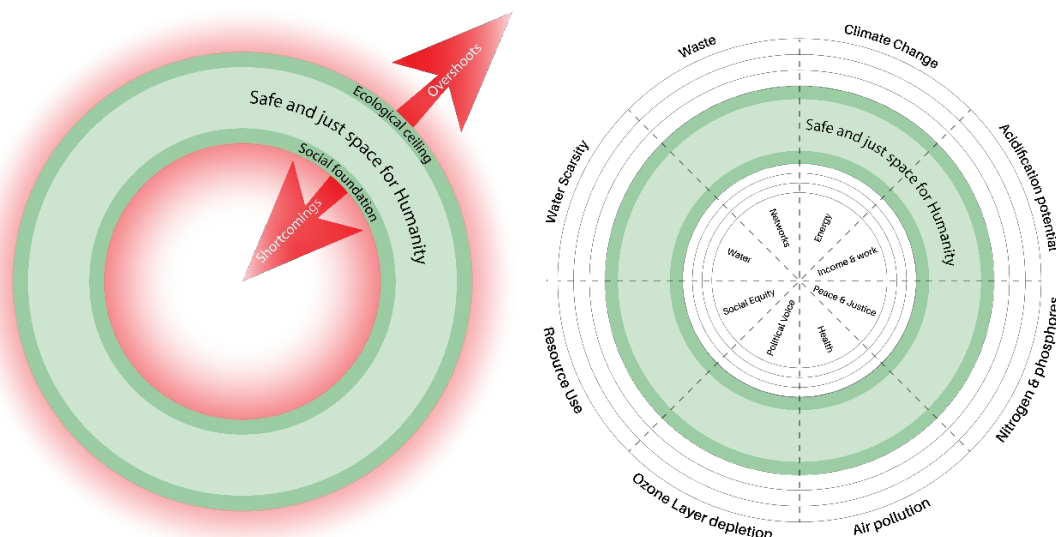 Overshoots
Ecological ceiling
Safe and just space for Humanity
Social foundation
Shortcomings
Waste
Climate Change
Acidification potential
Nitrogen & phosphores
Air pollution
Ozone Layer depletion
Resource Use
Water Scarsity
Safe and just space for Humanity
Networks
Energy
Income & work
Peace & Justice
Health
Political Voice
Social Equity
Water